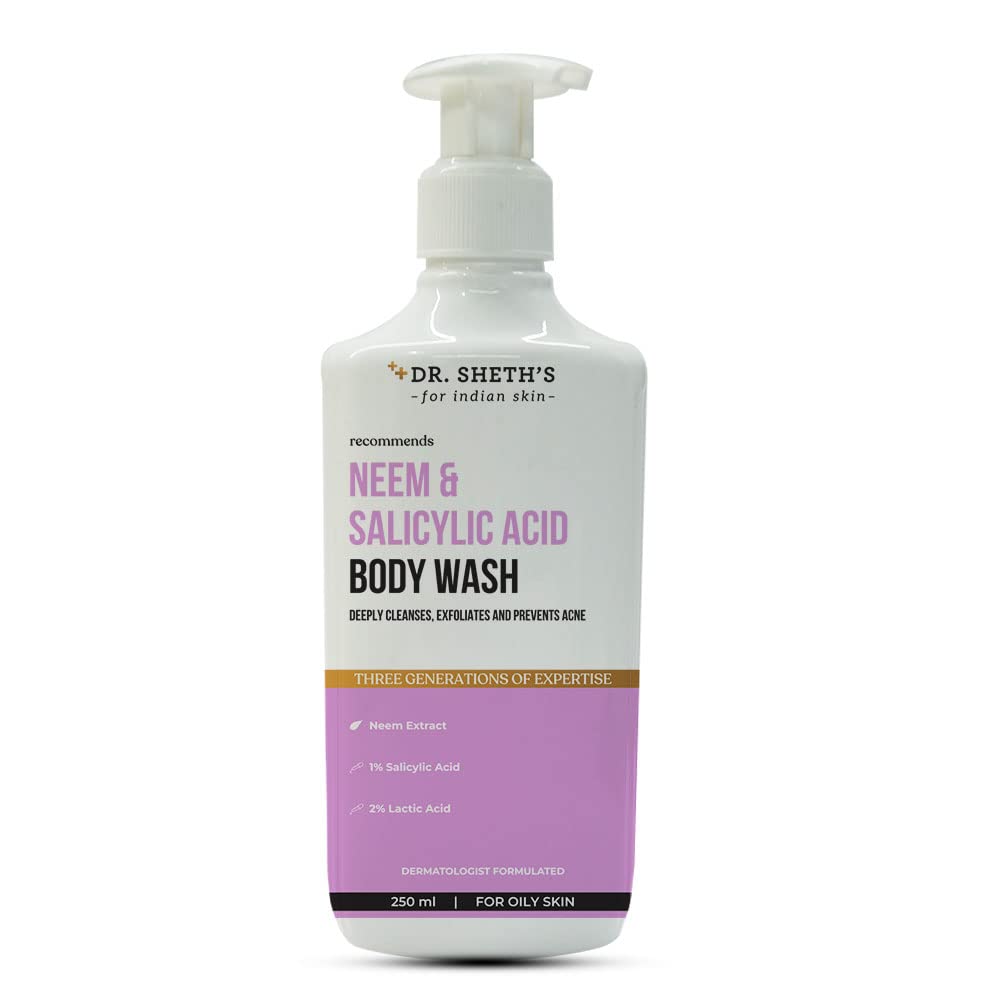 DR. SHETH'S
-for indian skin-
recommends
NEEM &
SALICYLIC ACID
BODY WASH
DEEPLY CLEANSES, EXFOLIATES AND PREVENTS ACNE
THREE GENERATIONS OF EXPERTISE
Neem Extract
1% Salicylic Acid
2% Lactic Acid
DERMATOLOGIST FORMULATED
250 ml | FOR OILY SKIN